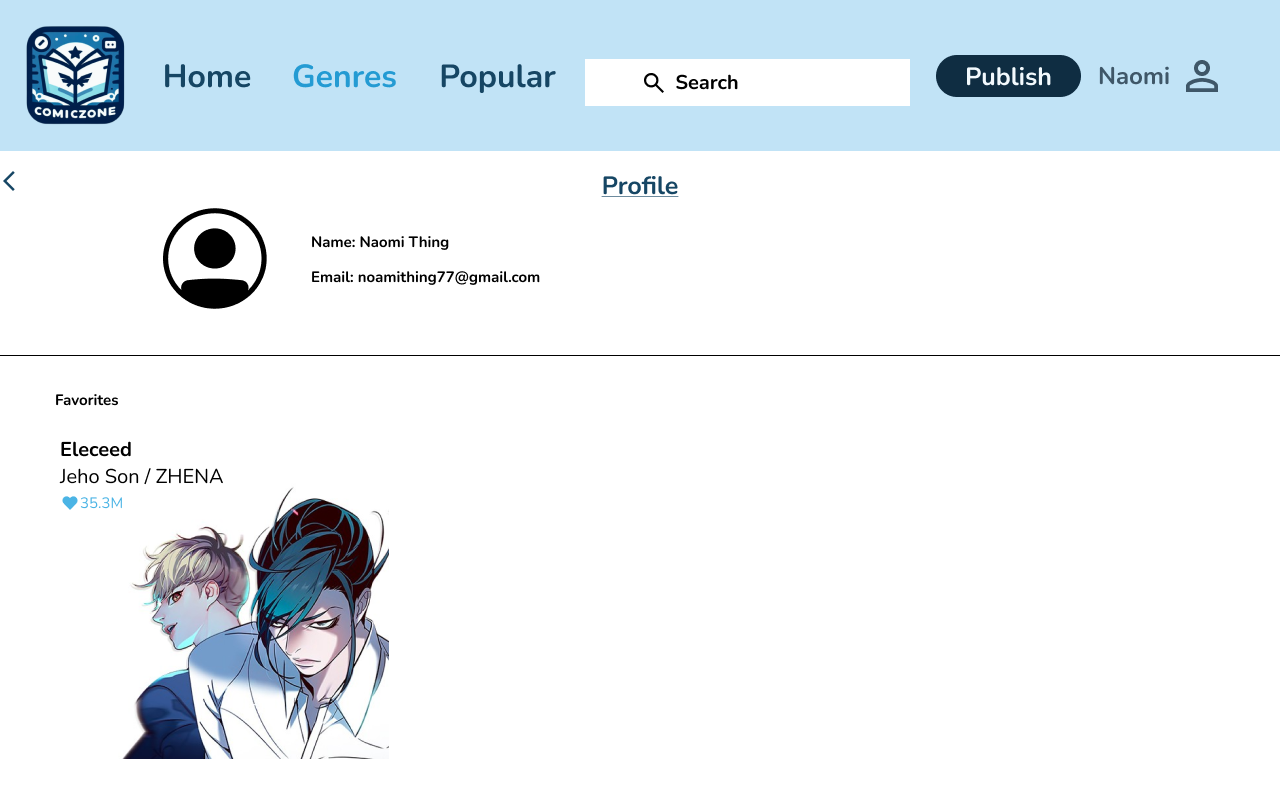 COMICZONE
Home Genres Popular Search Publish Naomi
Profile
Name: Naomi Thing
Email: noamithing77@gmail.com
Favorites
Eleceed
Jeho Son / ZHENA
35.3M